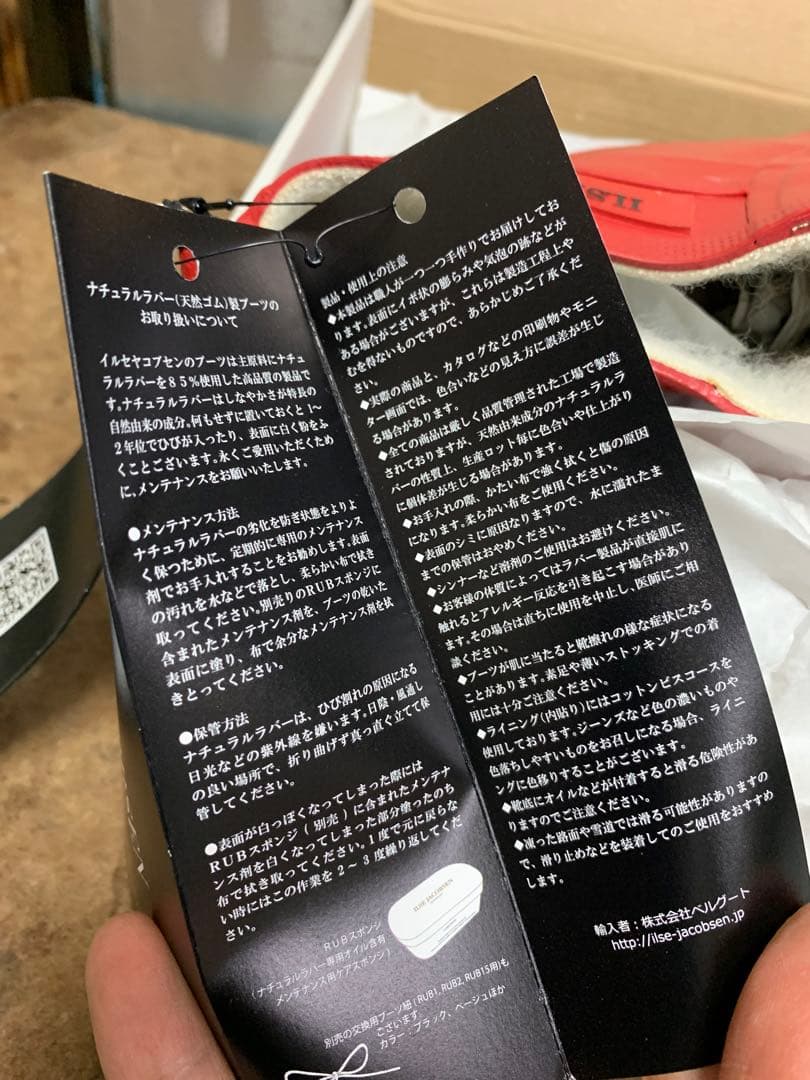 ナチュラルラバー(天然ゴム)製ブーツの
お取り扱いについて
イルセヤコブセンのブーツは主原料にナチュ
ラルラバーを85%使用した高品質の製品で
す。ナチュラルラバーはしなやかさが特長の
自然由来の成分。何もせずに置いておくと1〜
2年位でひびが入ったり、表面に白く粉をふ
くことございます。永くご愛用いただくため
に、メンテナンスをお願いいたします。
●メンテナンス方法
ナチュラルラバーの劣化を防ぎ状態をよりよ
く保つために、定期的に専用のメンテナンス
剤でお手入れすることをお勧めします。表面
の汚れを水などで落とし、柔らかい布で拭き
取ってください。別売りのRUBスポンジに
含まれたメンテナンス剤を、ブーツの乾いた
表面に塗り、布で余分なメンテナンス剤を拭
きとってください。
●保管方法
ナチュラルラバーは、ひび割れの原因になる
日光などの紫外線を嫌います。日陰・風通し
の良い場所で、折り曲げず真っ直ぐ立てて保
管してください。
●表面が白っぽくなってしまった際には
RUBスポンジ(別売)に含まれたメンテナ
ンス剤を白くなってしまった部分塗ったのち
布で拭き取ってください。1度で元に戻らな
い時にはこの作業を2〜3度繰り返してくだ
さい。
ILSE JACOBSEN
RUBスポンジ
(ナチュラルラバー専用オイル含有
メンテナンス用ケアスポンジ)
別売の交換用ブーツ紐(RUB1, RUB2, RUB15用)も
ございます
カラー:ブラック、ベージュほか
製品・使用上の注意
◆本製品は職人が一つ一つ手作りでお届けしてお
ります。表面にイボ状の膨らみや気泡の跡などが
ある場合がございますが、これらは製造工程上や
むを得ないものですので、あらかじめご了承くだ
さい。
◆実際の商品と、カタログなどの印刷物やモニ
ター画面では、色合いなどの見え方に誤差が生じ
る場合があります。
◆全ての商品は厳しく品質管理された工場で製造
されておりますが、天然由来成分のナチュラルラ
バーの性質上、生産ロット毎に色合いや仕上がり
に個体差が生じる場合があります。
◆お手入れの際、かたい布で強く拭くと傷の原因
になります。柔らかい布をご使用ください。
◆表面のシミに原因なりますので、水に濡れたま
までの保管はおやめください。
◆シンナーなど溶剤のご使用はお避けください。
◆お客様の体質によってはラバー製品が直接肌に
触れるとアレルギー反応を引き起こす場合があり
ます。その場合は直ちに使用を中止し、医師にご相
談ください。
◆ブーツが肌に当たると靴擦れの様な症状になる
ことがあります。素足や薄いストッキングでの着
用には十分ご注意ください。
◆ライニング(内貼り)にはコットンビスコースを
使用しております。ジーンズなど色の濃いものや
色落ちしやすいものをお召しになる場合、ライニ
ングに色移りすることがございます。
◆靴底にオイルなどが付着すると滑る危険性があ
りますのでご注意ください。
◆凍った路面や雪道では滑る可能性がありますの
で、滑り止めなどを装着してのご使用をおすすめ
します。
輸入者:株式会社ベルグート
http://ilse-jacobsen.jp